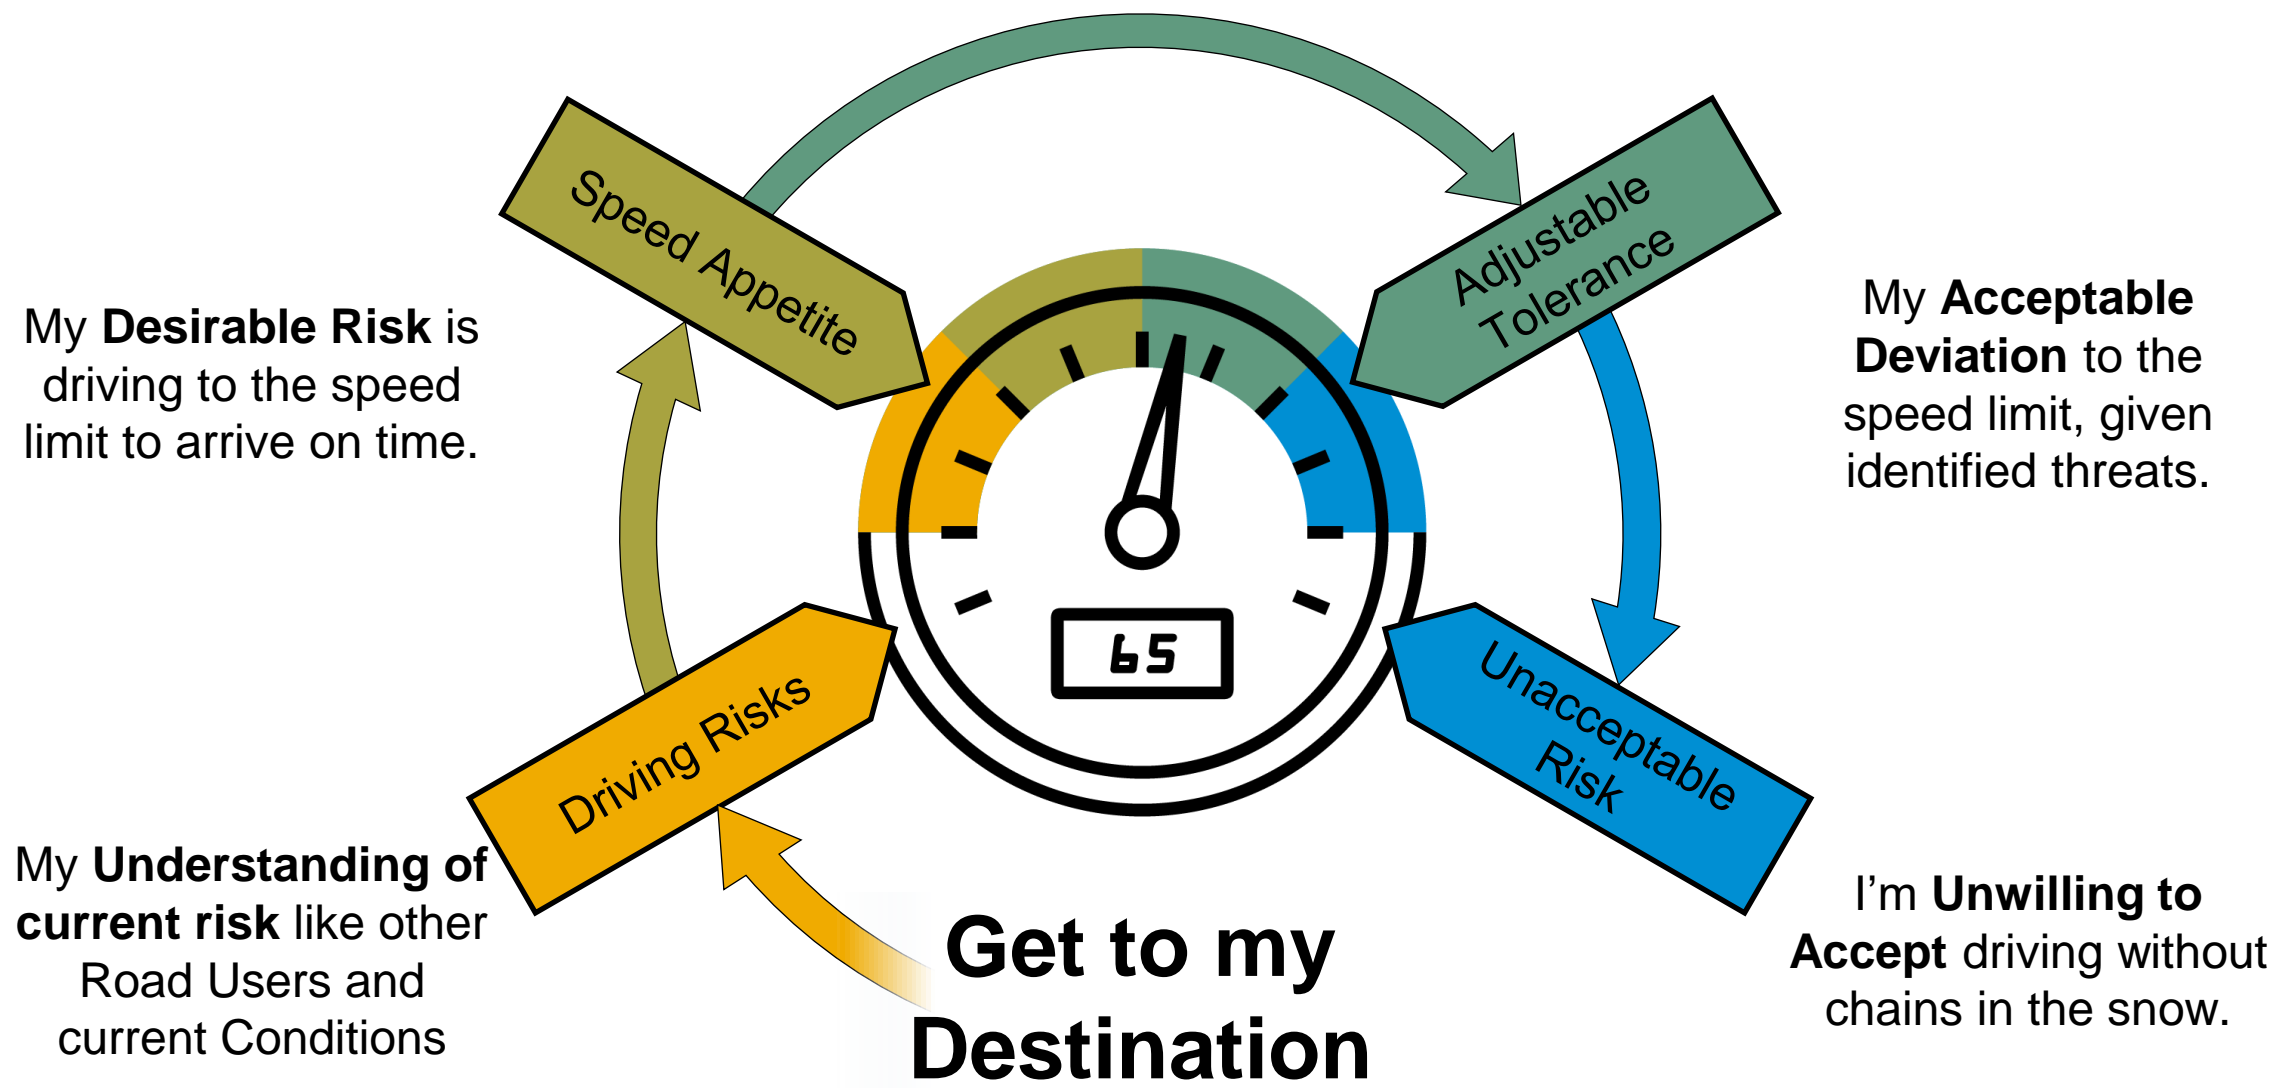 Speed Appetite
Adjustable
Tolerance
My Desirable Risk is
driving to the speed
limit to arrive on time.
My Acceptable
Deviation to the
speed limit, given
identified threats.
65
Driving Risks
Unacceptable
Risk
My Understanding of
current risk like other
Road Users and
current Conditions
Get to my
Destination
I'm Unwilling to
Accept driving without
chains in the snow.